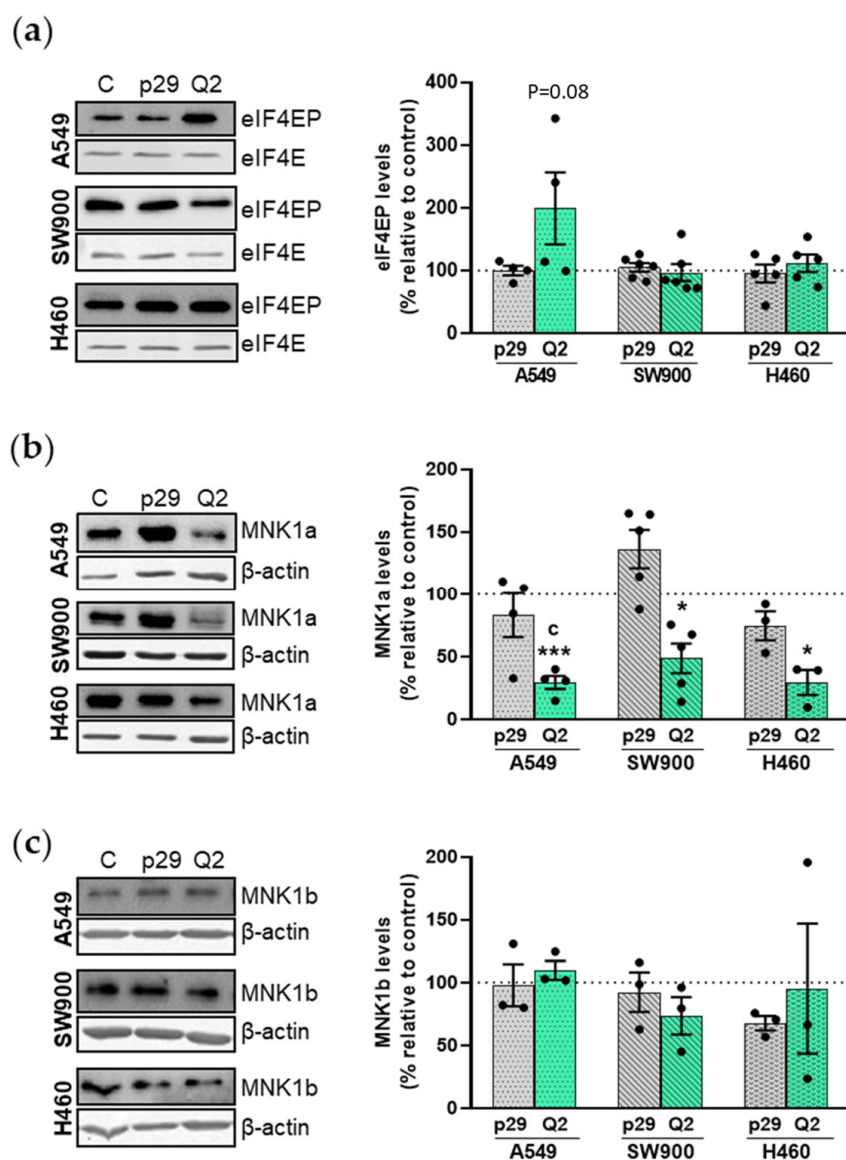 (a)
C p29 Q2
A549
eIF4EP
eIF4E
SW900
eIF4EP
eIF4E
H460
eIF4EP
eIF4E
eIF4EP levels
(% relative to control)
400
300
200
100
0
P=0.08
p29 Q2 p29 Q2 p29 Q2
A549 SW900 H460
(b)
C p29 Q2
A549
MNK1a
β-actin
SW900
MNK1a
β-actin
H460
MNK1a
β-actin
MNK1a levels
(% relative to control)
200
150
100
50
0
c
***
*
*
p29 Q2 p29 Q2 p29 Q2
A549 SW900 H460
(c)
C p29 Q2
A549
MNK1b
β-actin
SW900
MNK1b
β-actin
H460
MNK1b
β-actin
MNK1b levels
(% relative to control)
200
150
100
50
0
p29 Q2 p29 Q2 p29 Q2
A549 SW900 H460